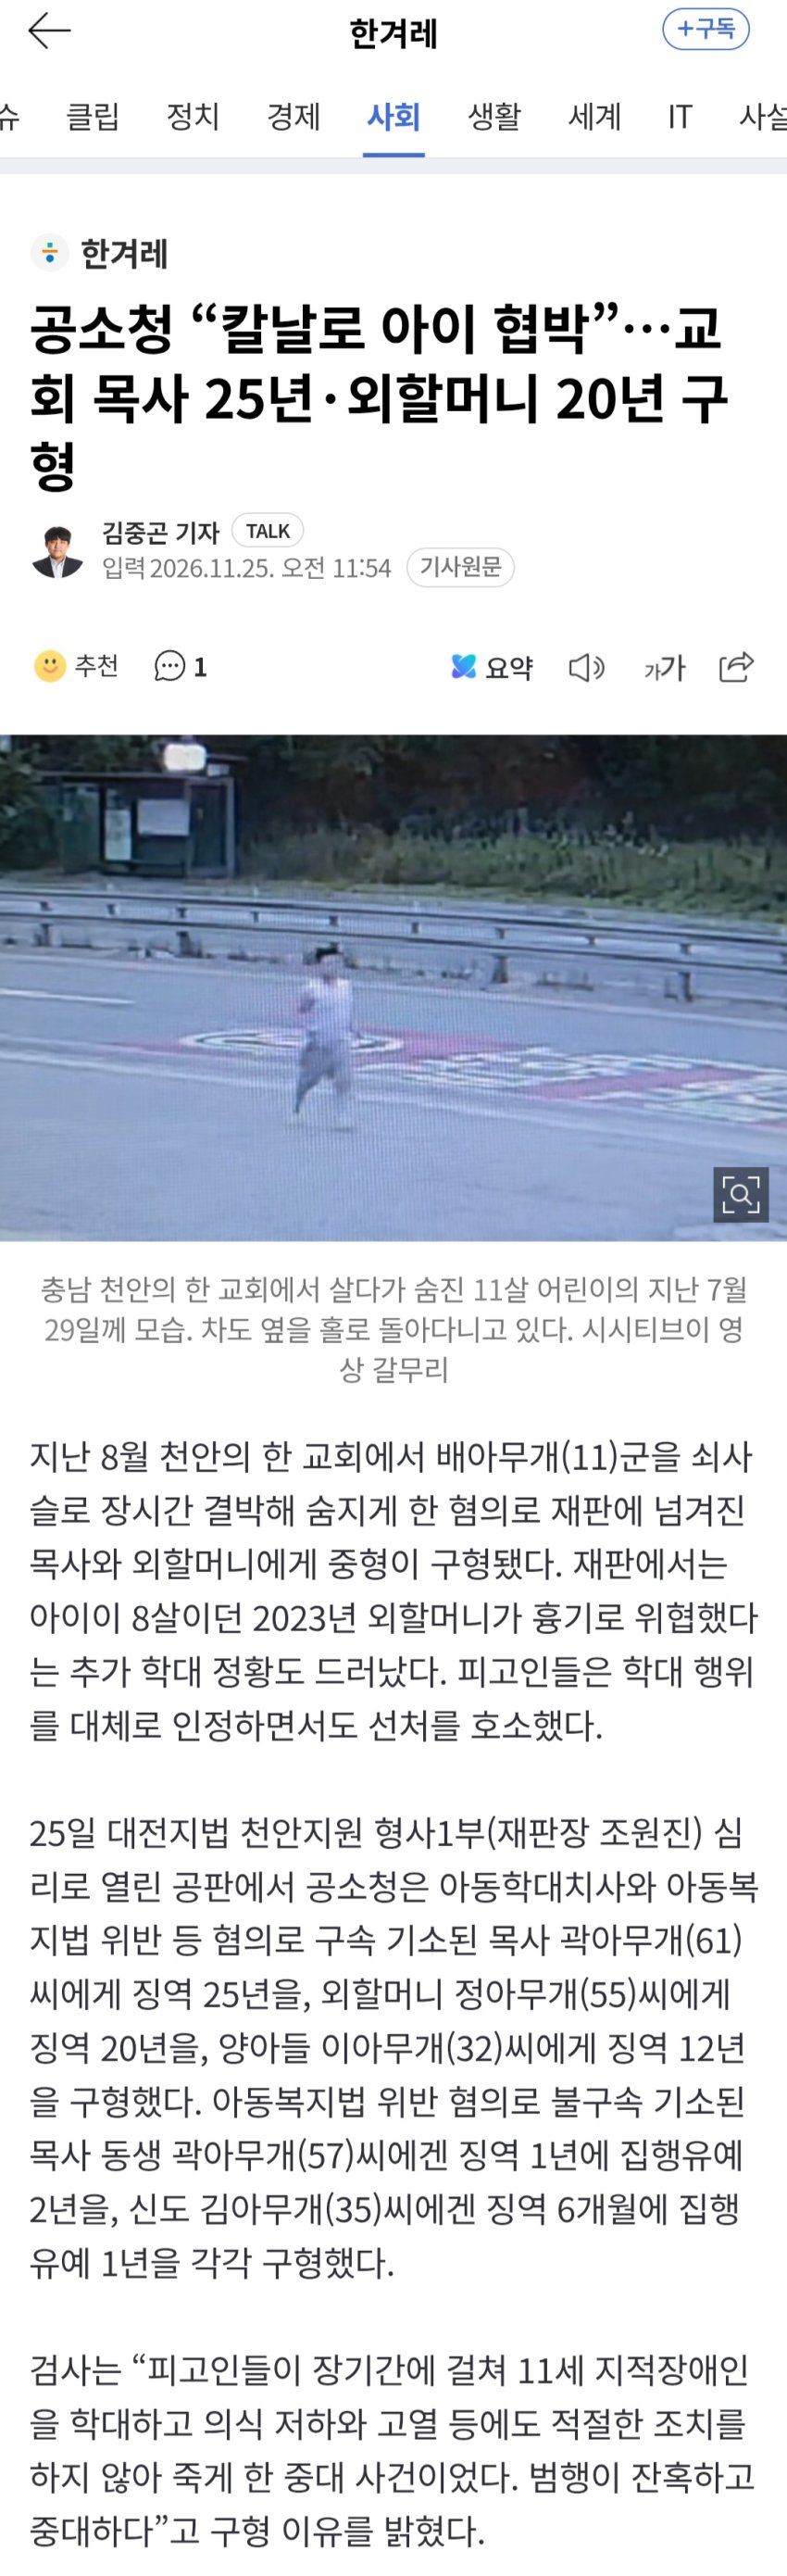 한겨레
+구독
슈 클립 정치 경제 사회 생활 세계 IT 사설
한겨레
공소청 “칼날로 아이 협박”…교
회 목사 25년·외할머니 20년 구
형
김중곤 기자 TALK
입력 2026.11.25. 오전 11:54 기사원문
추천 1 요약 가가
충남 천안의 한 교회에서 살다가 숨진 11살 어린이의 지난 7월
29일께 모습. 차도 옆을 홀로 돌아다니고 있다. 시시티브이 영
상 갈무리
지난 8월 천안의 한 교회에서 배아무개(11)군을 쇠사
슬로 장시간 결박해 숨지게 한 혐의로 재판에 넘겨진
목사와 외할머니에게 중형이 구형됐다. 재판에서는
아이이 8살이던 2023년 외할머니가 흉기로 위협했다
는 추가 학대 정황도 드러났다. 피고인들은 학대 행위
를 대체로 인정하면서도 선처를 호소했다.
25일 대전지법 천안지원 형사1부(재판장 조원진) 심
리로 열린 공판에서 공소청은 아동학대치사와 아동복
지법 위반 등 혐의로 구속 기소된 목사 곽아무개(61)
씨에게 징역 25년을, 외할머니 정아무개(55)씨에게
징역 20년을, 양아들 이아무개(32)씨에게 징역 12년
을 구형했다. 아동복지법 위반 혐의로 불구속 기소된
목사 동생 곽아무개(57)씨에겐 징역 1년에 집행유예
2년을, 신도 김아무개(35)씨에겐 징역 6개월에 집행
유예 1년을 각각 구형했다.
검사는 “피고인들이 장기간에 걸쳐 11세 지적장애인
을 학대하고 의식 저하와 고열 등에도 적절한 조치를
하지 않아 죽게 한 중대 사건이었다. 범행이 잔혹하고
중대하다”고 구형 이유를 밝혔다.